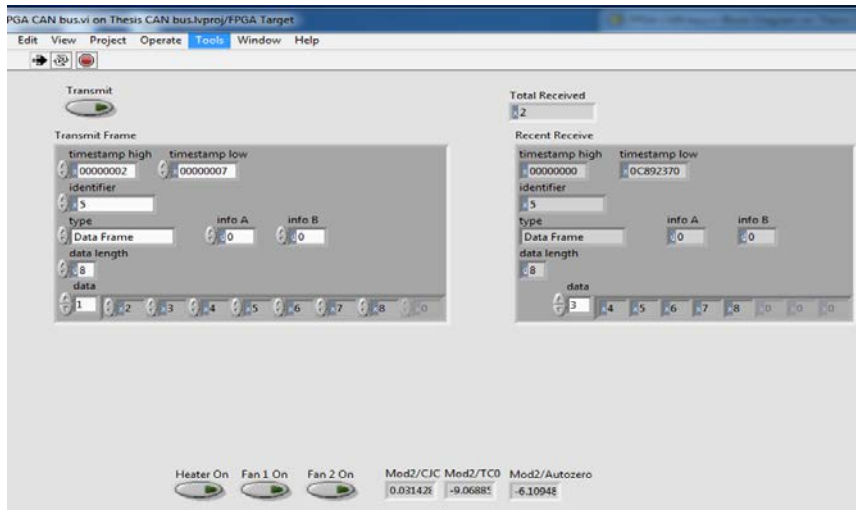 PGA CAN bus.vi on Thesis CAN bus.lvproj/FPGA Target
Edit View Project Operate Tools Window Help
Transmit
Total Received
x 2
Transmit Frame
Recent Receive
timestamp high timestamp low
x 00000002 x 00000007
identifier
x 5
type info A info B
Data Frame d 0 d 0
data length
d 8
data
1 x 2 x 3 x 4 x 5 x 6 x 7 x 8 x 0
timestamp high timestamp low
x 00000000 x 0C892370
identifier
x 5
type info A info B
Data Frame d 0 d 0
data length
d 8
data
3 x 4 x 5 x 6 x 7 x 8 x 0 x 0 x 0
Heater On Fan 1 On Fan 2 On Mod2/CJC Mod2/TC0 Mod2/Autozero
0.03142 -9.0688 -6.10948